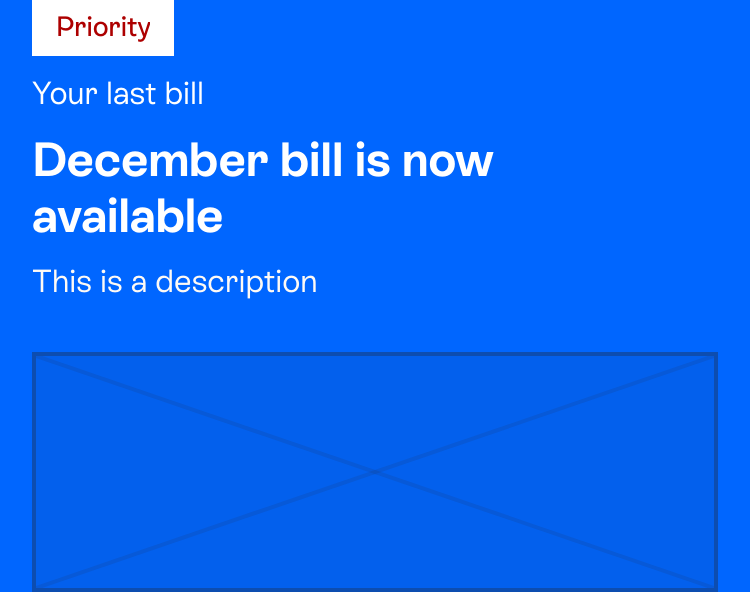 Priority
Your last bill
December bill is now
available
This is a description